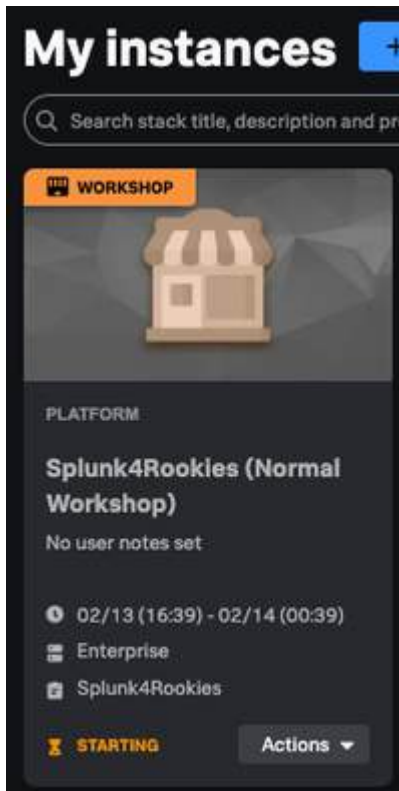 My instances
Search stack title, description and pr
WORKSHOP
PLATFORM
Splunk4Rookies (Normal
Workshop)
No user notes set
02/13 (16:39) - 02/14 (00:39)
Enterprise
Splunk4Rookies
STARTING
Actions